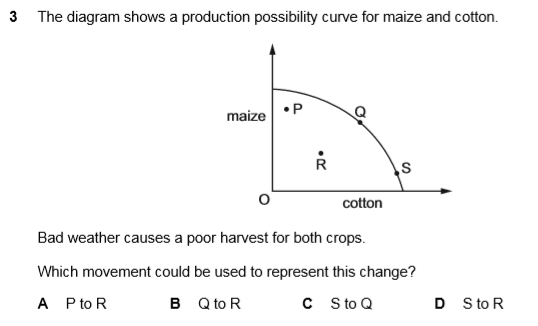 3 The diagram shows a production possibility curve for maize and cotton.
maize
P
Q
R
S
O
cotton
Bad weather causes a poor harvest for both crops.
Which movement could be used to represent this change?
A P to R B Q to R C S to Q D S to R